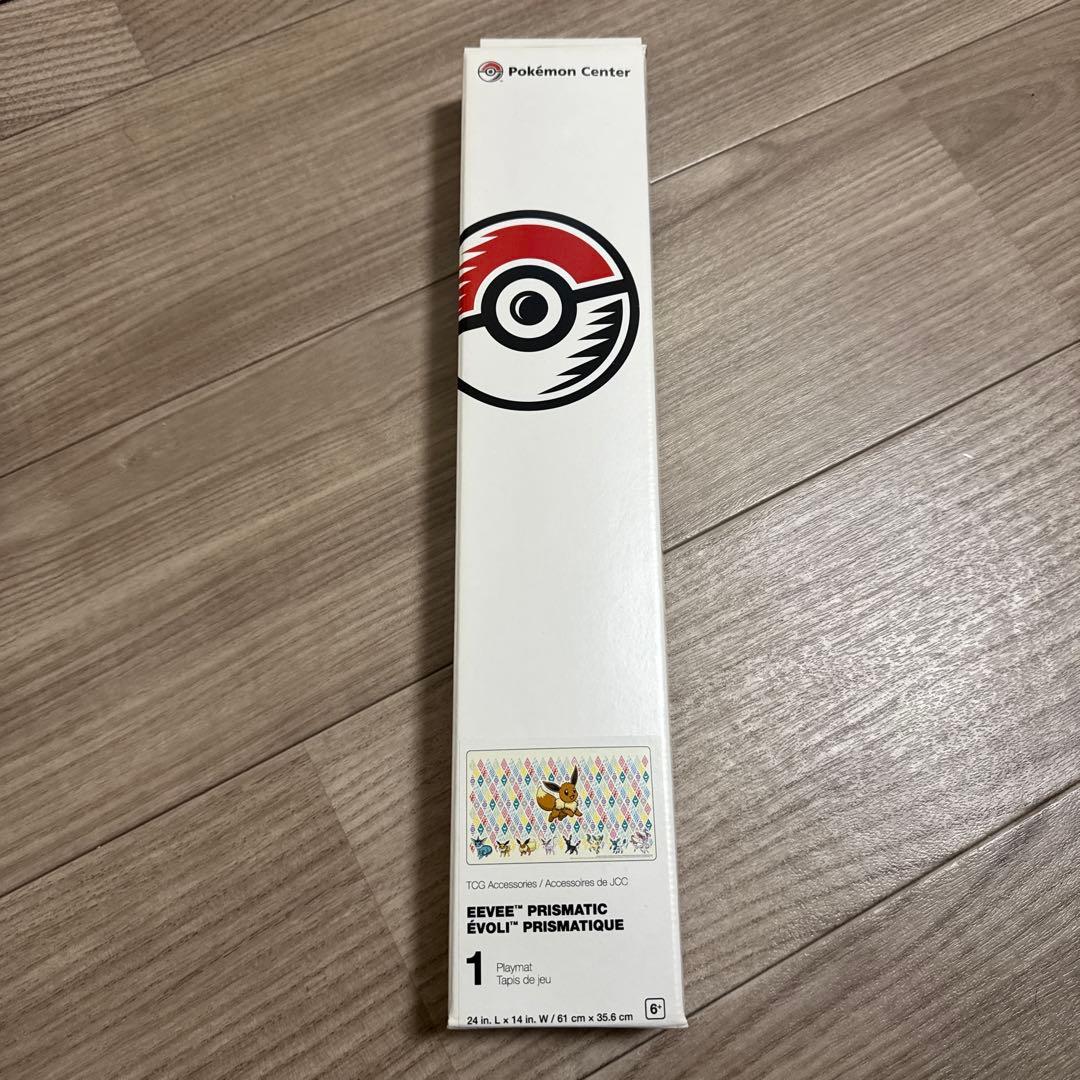 Pokémon Center
TCG Accessories / Accessoires de JCC
EEVEE™ PRISMATIC
ÉVOLI™ PRISMATIQUE
1 Playmat
Tapis de jeu
24 in. L x 14 in. W / 61 cm x 35.6 cm
6+